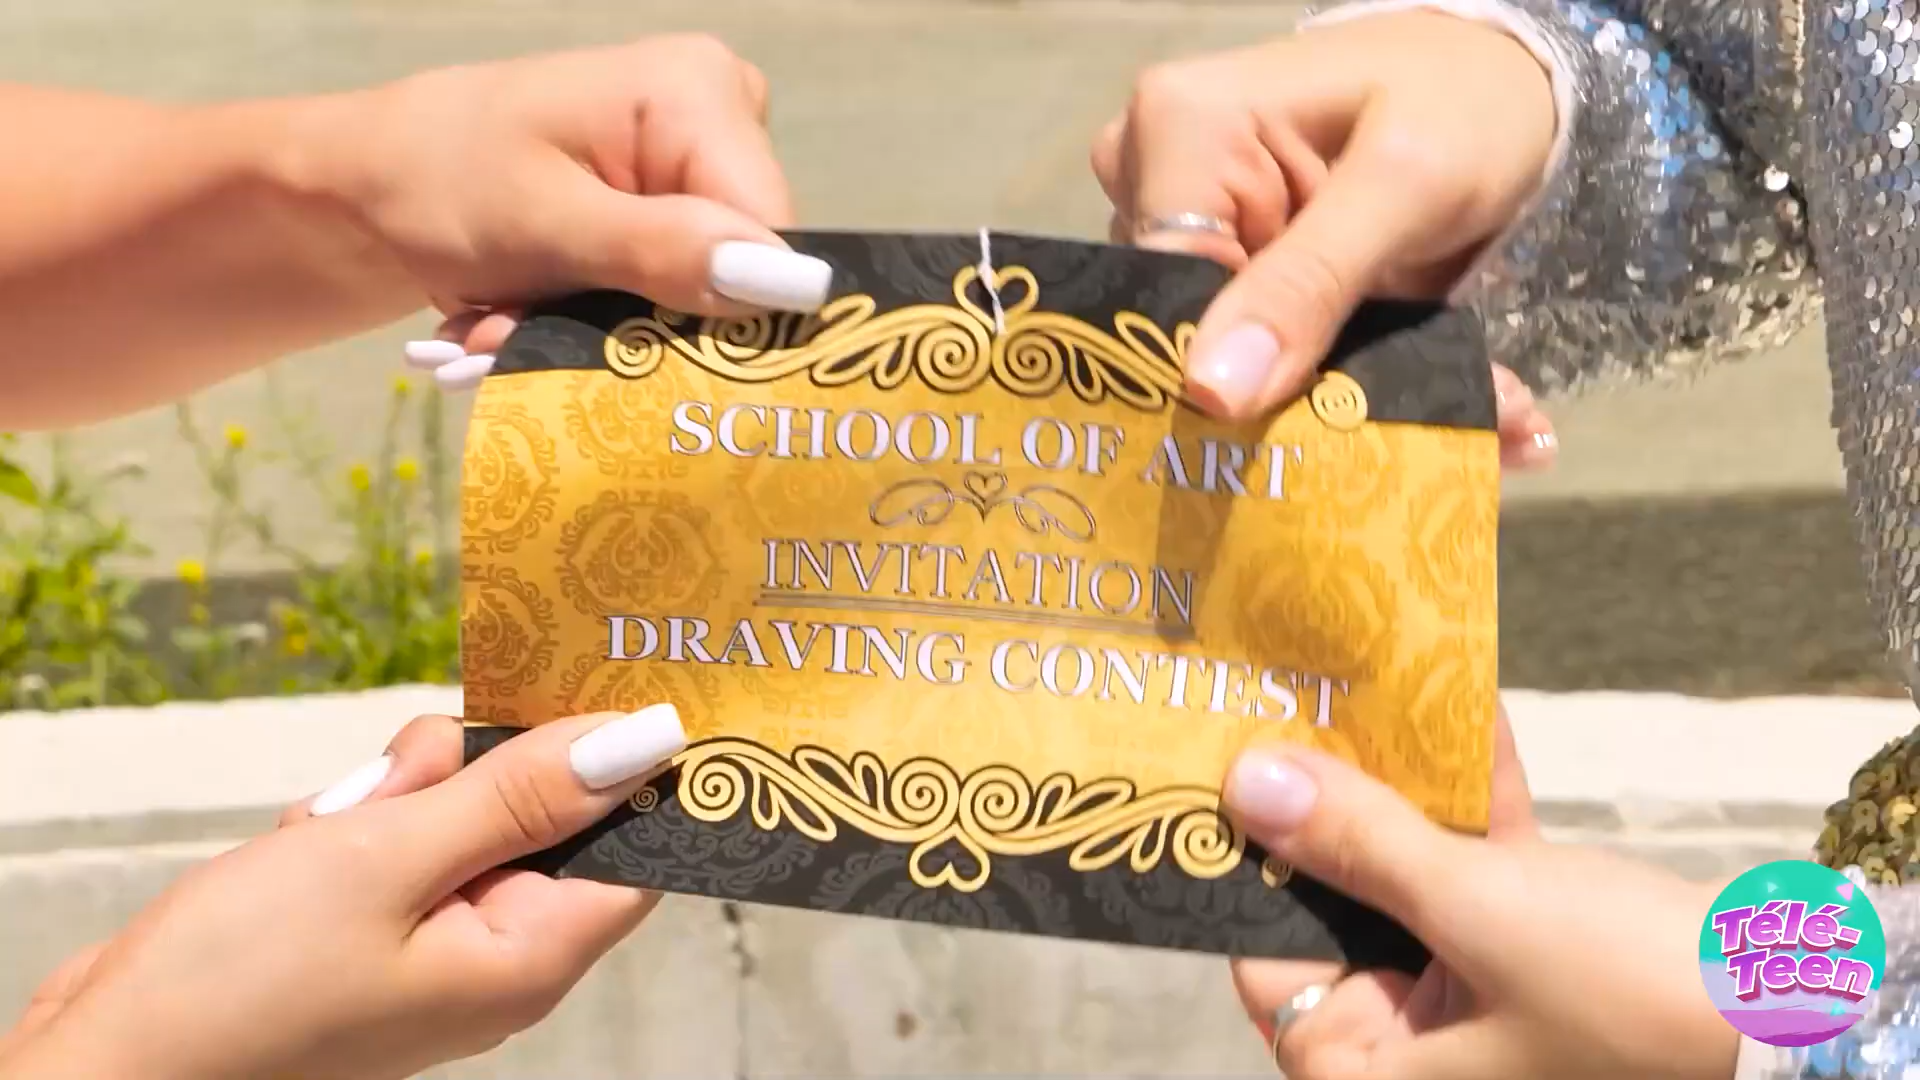 SCHOOL OF ART
INVITATION
DRAVING CONTEST
Télé-
Teen